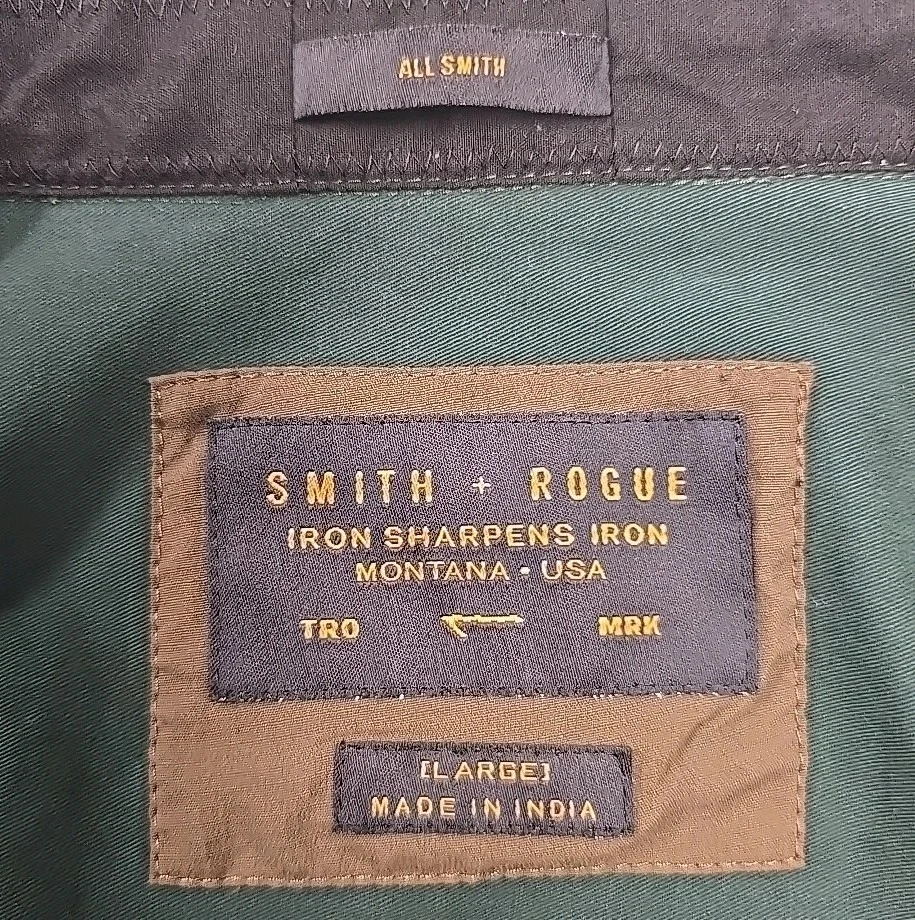 ALL SMITH
SMITH + ROGUE
IRON SHARPENS IRON
MONTANA • USA
TRO MRK
[LARGE]
MADE IN INDIA